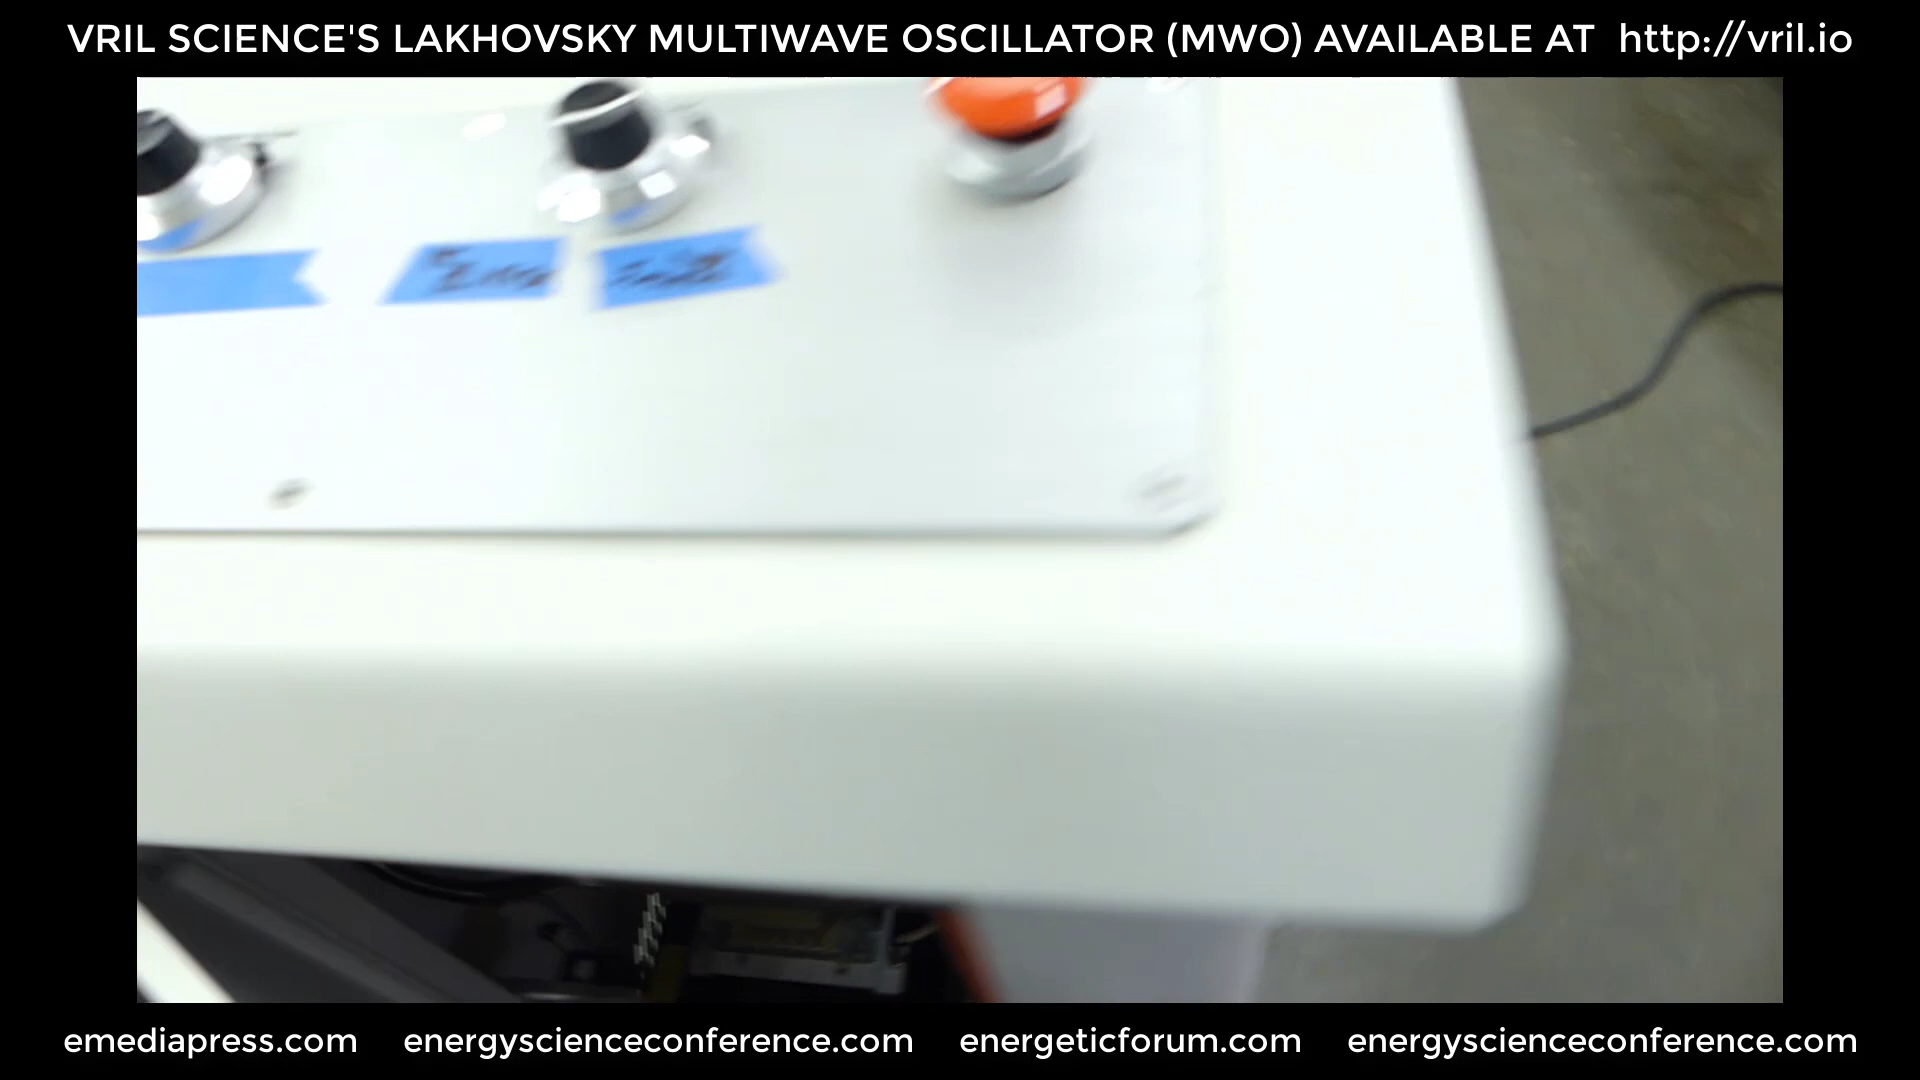 VRIL SCIENCE'S LAKHOVSKY MULTIWAVE OSCILLATOR (MWO) AVAILABLE AT http://vril.io
emediapress.com energyscienceconference.com energeticforum.com energyscienceconference.com